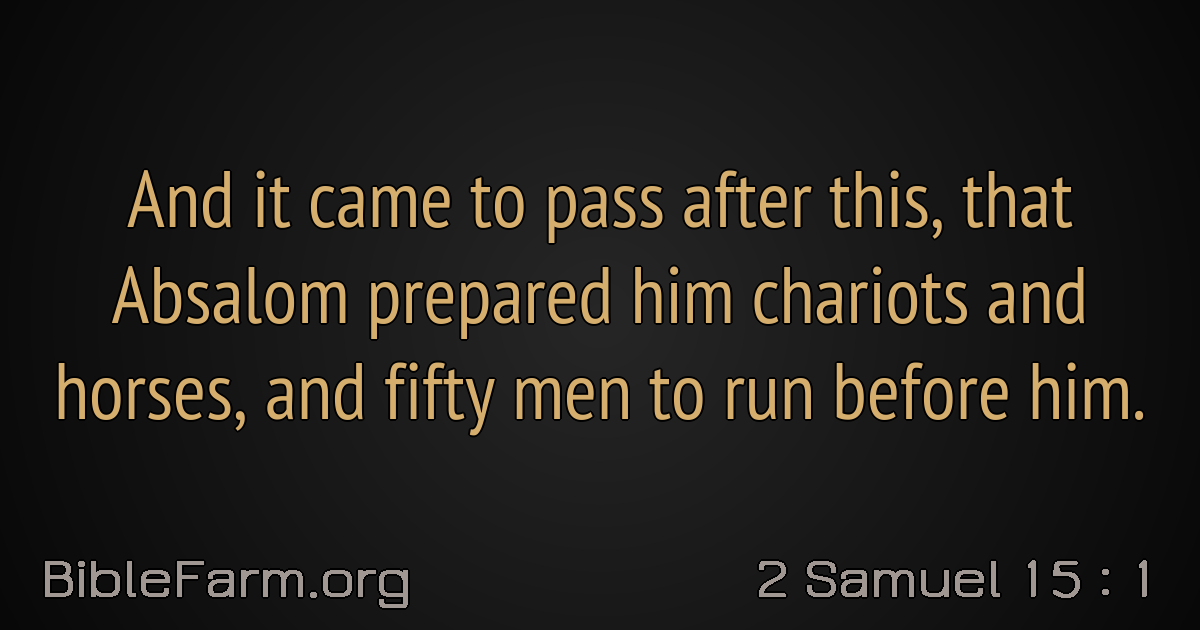 And it came to pass after this, that
Absalom prepared him chariots and
horses, and fifty men to run before him.
BibleFarm.org
2 Samuel 15 : 1